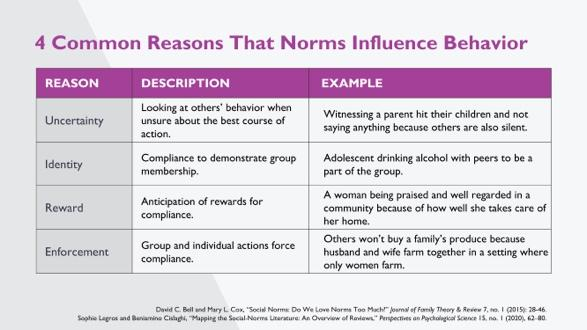 4 Common Reasons That Norms Influence Behavior
REASON
DESCRIPTION
EXAMPLE
Uncertainty
Looking at others' behavior when
unsure about the best course of
action.
Witnessing a parent hit their children and not
saying anything because others are also silent.
Identity
Compliance to demonstrate group
membership.
Adolescent drinking alcohol with peers to be a
part of the group.
Reward
Anticipation of rewards for
compliance.
A woman being praised and well regarded in a
community because of how well she takes care of
her home.
Enforcement
Group and individual actions force
compliance.
Others won't buy a family's produce because
husband and wife farm together in a setting where
only women farm.
David C. Bell and Mary L. Cox, "Social Norms: Do We Love Norms Too Much?" Journal of Family Theory & Review 7, no. 1 (2015): 28-46.
Sophie Legros and Beniamino Cislaghi, "Mapping the Social-Norms Literature: An Overview of Reviews," Perspectives on Psychological Science 15, no. 1 (2020), 62–80.